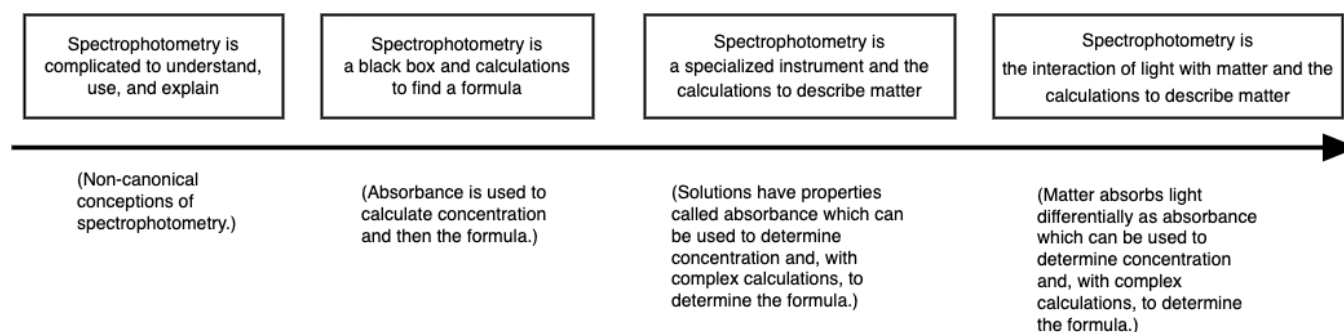 Spectrophotometry is
complicated to understand,
use, and explain
Spectrophotometry is
a black box and calculations
to find a formula
Spectrophotometry is
a specialized instrument and the
calculations to describe matter
Spectrophotometry is
the interaction of light with matter and the
calculations to describe matter
(Non-canonical
conceptions of
spectrophotometry.)
(Absorbance is used to
calculate concentration
and then the formula.)
(Solutions have properties
called absorbance which can
be used to determine
concentration and, with
complex calculations, to
determine the formula.)
(Matter absorbs light
differentially as absorbance
which can be used to
determine concentration
and, with complex
calculations, to determine
the formula.)